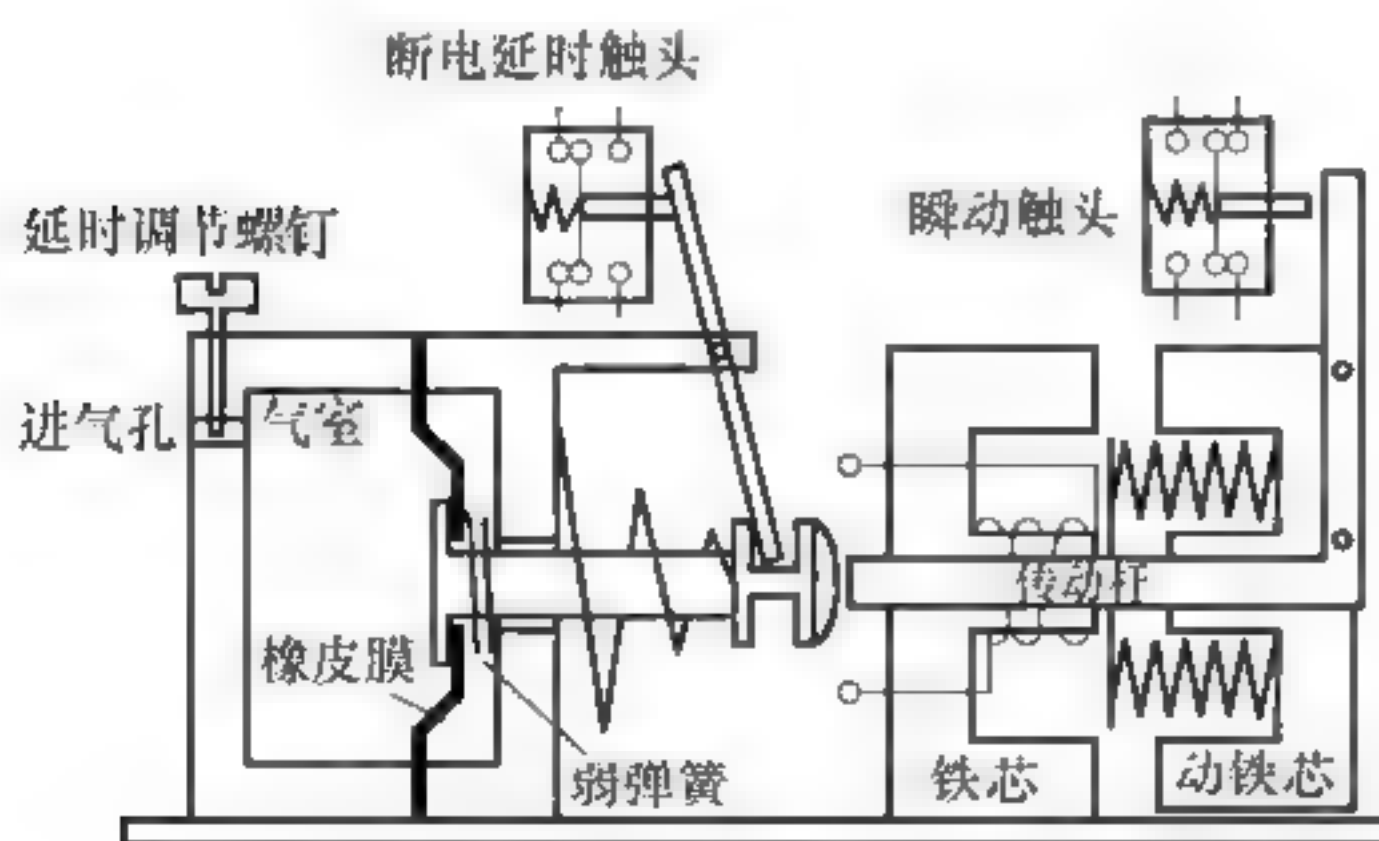 断电延时触头
延时调节螺钉
瞬动触头
进气孔
气室
传动杆
橡皮膜
弱弹簧
铁芯
动铁芯